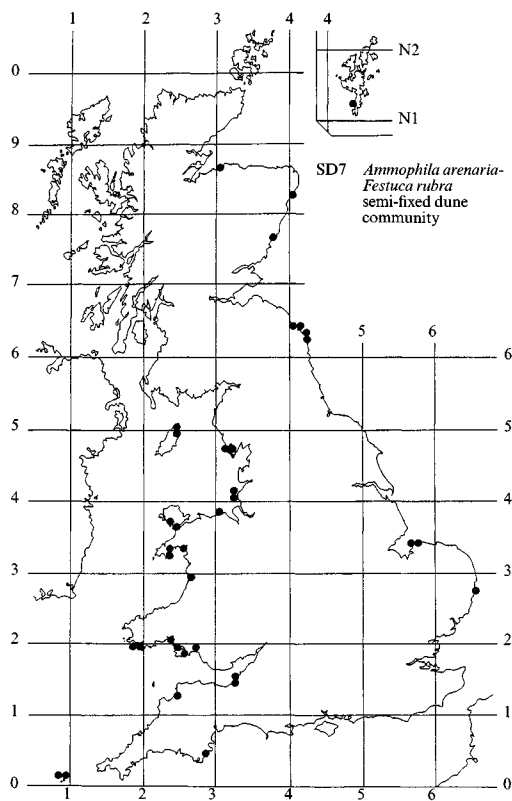 1 2 3 4 4
N2
0
N1
9
SD7 Ammophila arenaria-
Festuca rubra
semi-fixed dune
community
8
7
5 6
6 6
5 5
4 4
3 3
2 2
1 1
0 0
1 2 3 4 5 6